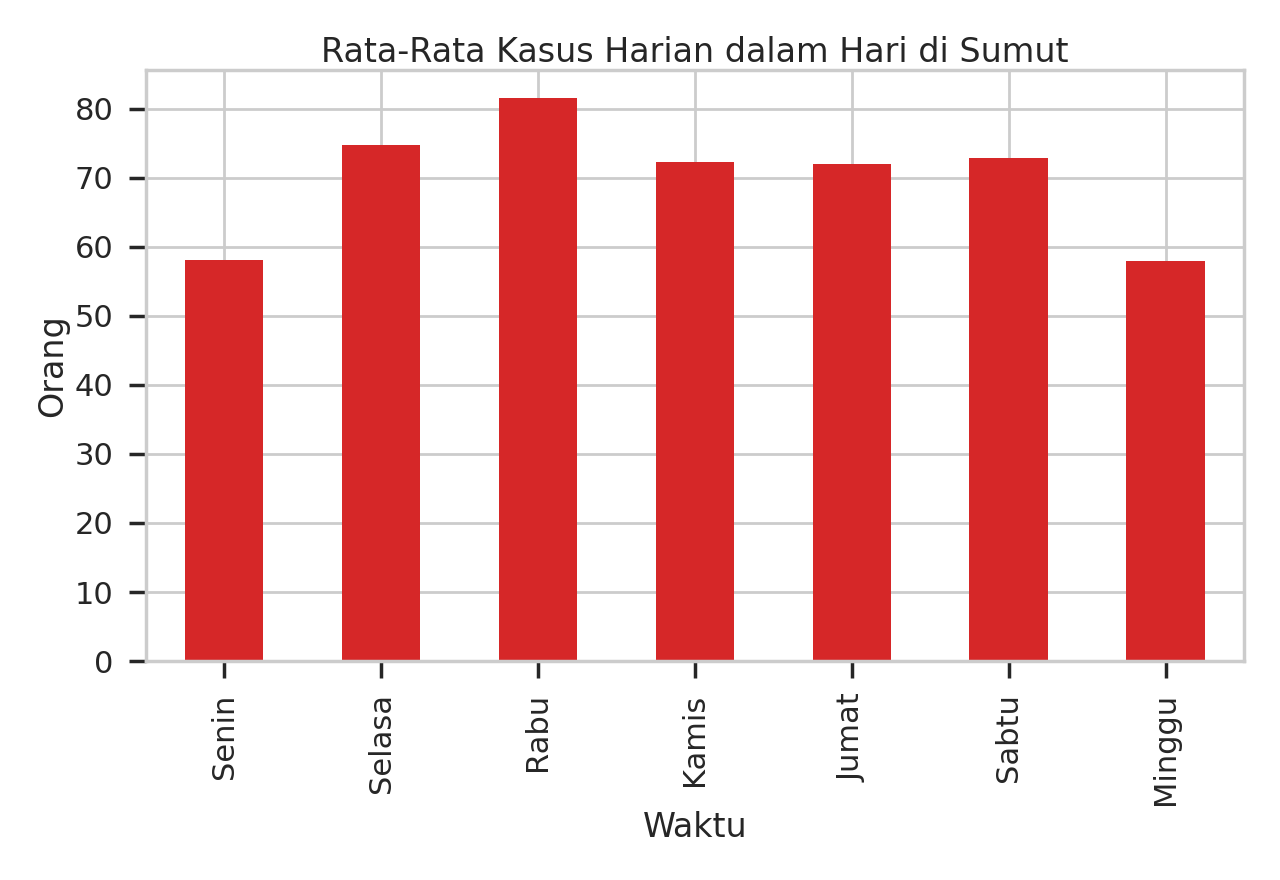 Rata-Rata Kasus Harian dalam Hari di Sumut
Orang
80
70
60
50
40
30
20
10
0
Senin
Selasa
Rabu
Kamis
Jumat
Sabtu
Minggu
Waktu